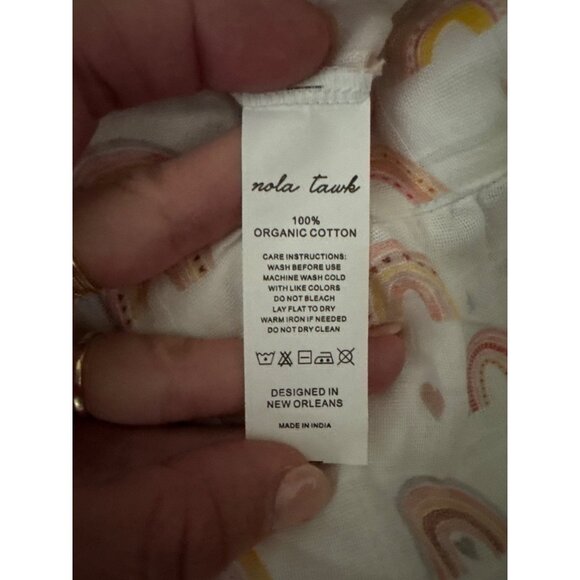 nola tawk
100%
ORGANIC COTTON
CARE INSTRUCTIONS:
WASH BEFORE USE
MACHINE WASH COLD
WITH LIKE COLORS
DO NOT BLEACH
LAY FLAT TO DRY
WARM IRON IF NEEDED
DO NOT DRY CLEAN
DESIGNED IN
NEW ORLEANS
MADE IN INDIA